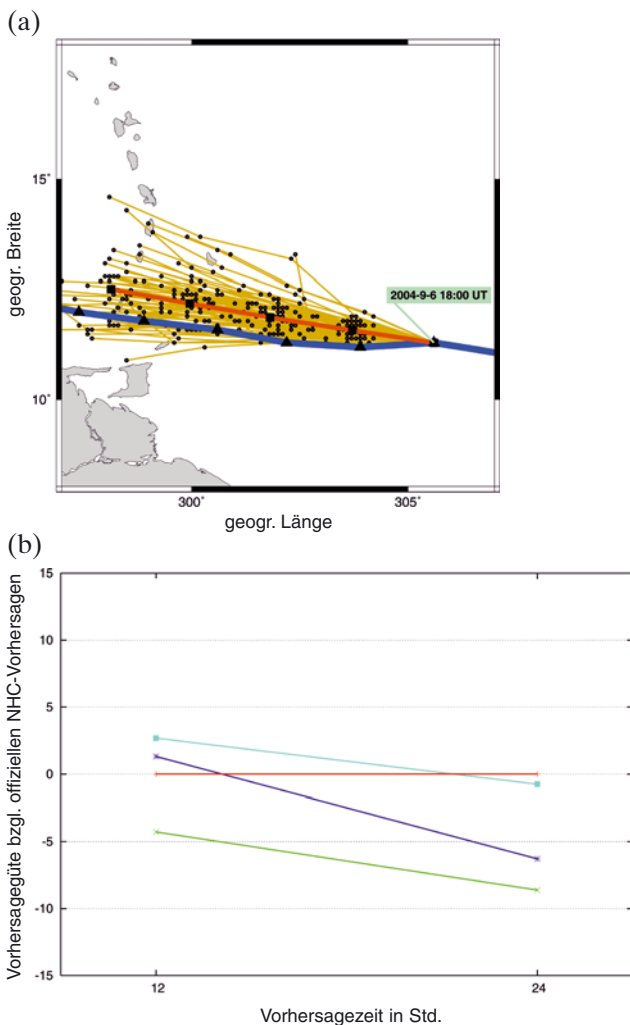 (a)
15°
geogr. Breite
2004-9-6 18:00 UT
10°
300°
305°
geogr. Länge
(b)
15
10
5
0
-5
-10
-15
Vorhersagegüte bzgl. offiziellen NHC-Vorhersagen
12
24
Vorhersagezeit in Std.